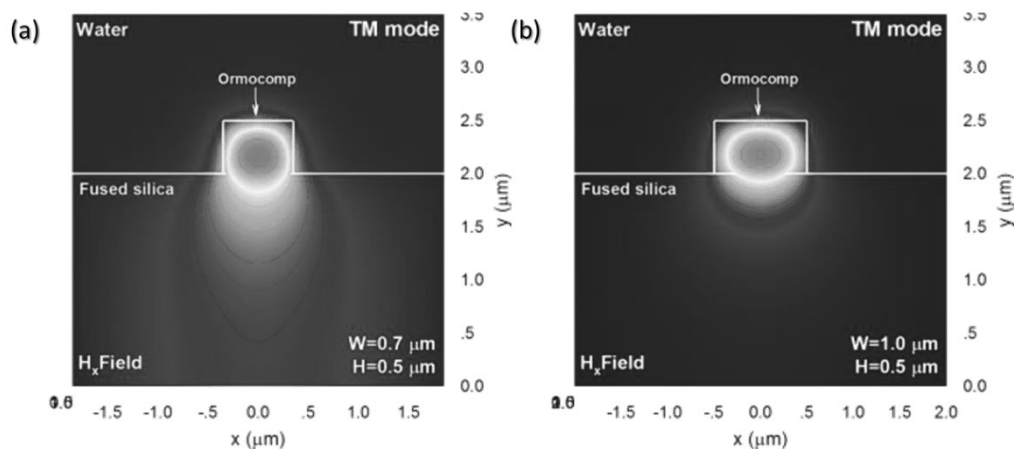 (a)
Water
TM mode
Ormocomp
Fused silica
HxField
W=0.7 μm
H=0.5 μm
3.5
3.0
2.5
2.0
1.5
1.0
.5
0.0
y (μm)
-1.5
-1.0
-.5
0.0
.5
1.0
1.5
x (μm)
(b)
Water
TM mode
Ormocomp
Fused silica
HxField
W=1.0 μm
H=0.5 μm
3.5
3.0
2.5
2.0
1.5
1.0
.5
0.0
y (μm)
-1.5
-1.0
-.5
0.0
.5
1.0
1.5
2.0
x (μm)